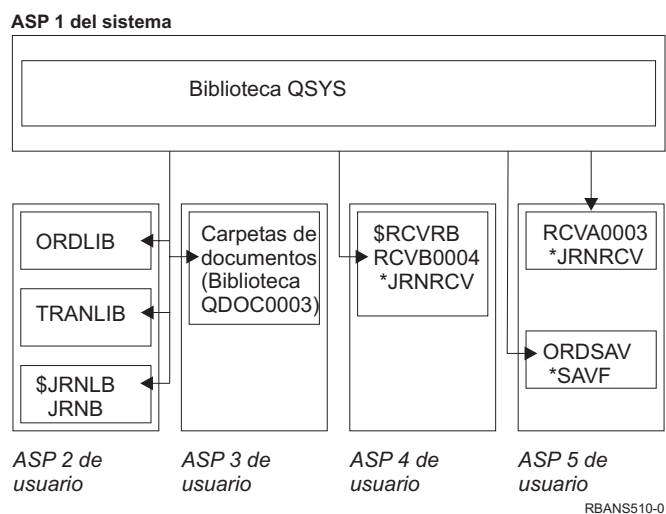 ASP 1 del sistema
Biblioteca QSYS
ORDLIB
TRANLIB
$JRNLB
JRNB
Carpetas de
documentos
(Biblioteca
QDOC0003)
$RCVRB
RCVB0004
*JRNRCV
RCVA0003
*JRNRCV
ORDSAV
*SAVF
ASP 2 de
usuario
ASP 3 de
usuario
ASP 4 de
usuario
ASP 5 de
usuario
RBANS510-0